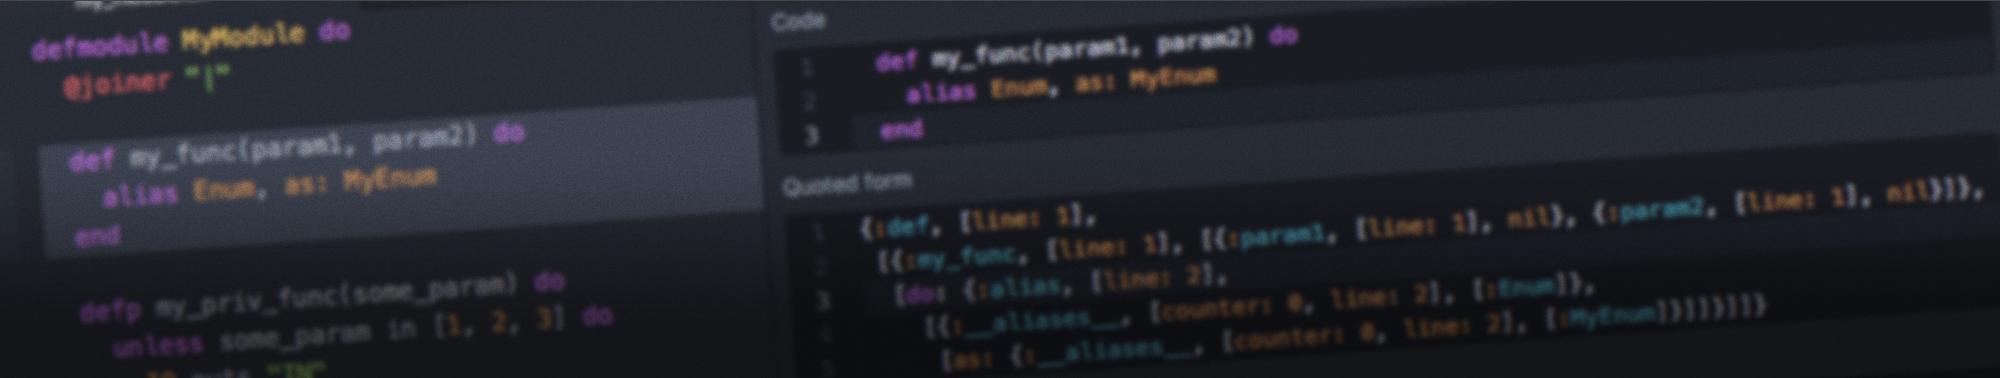 defmodule MyModule do
@joiner "|"
def my_func(param1, param2) do
alias Enum, as: MyEnum
end
defp my_priv_func(some_param) do
unless some_param in [1, 2, 3] do
IO.puts "IN"
Code
1 def my_func(param1, param2) do
2 alias Enum, as: MyEnum
3 end
Quoted form
1 {:def, [line: 1],
2 [{:my_func, [line: 1], [{:param1, [line: 1], nil}, {:param2, [line: 1], nil}]},
3 [do: {:alias, [line: 2],
4 [{:__aliases__, [counter: 0, line: 2], [:Enum]},
5 [as: {:__aliases__, [counter: 0, line: 2], [:MyEnum]}]]}]]}